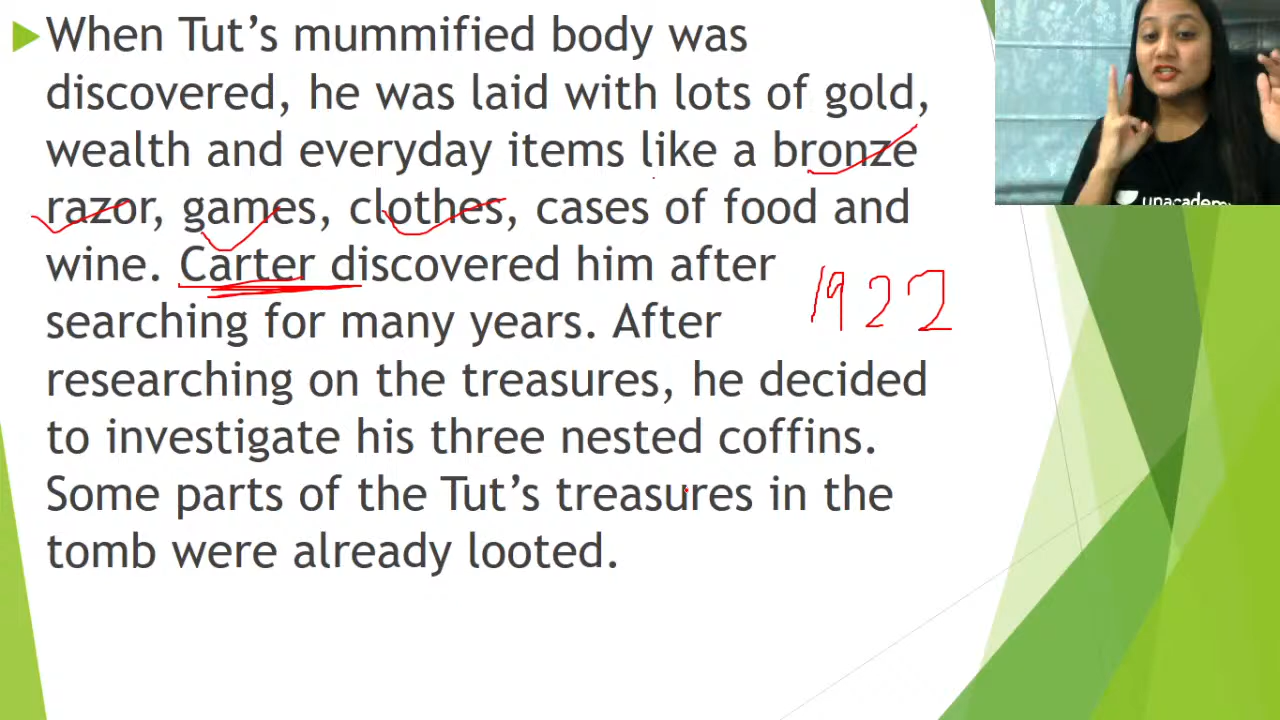 When Tut's mummified body was
discovered, he was laid with lots of gold,
wealth and everyday items like a bronze
razor, games, clothes, cases of food and
wine. Carter discovered him after
1922
searching for many years. After
researching on the treasures, he decided
to investigate his three nested coffins.
Some parts of the Tut's treasures in the
tomb were already looted.
unacademy